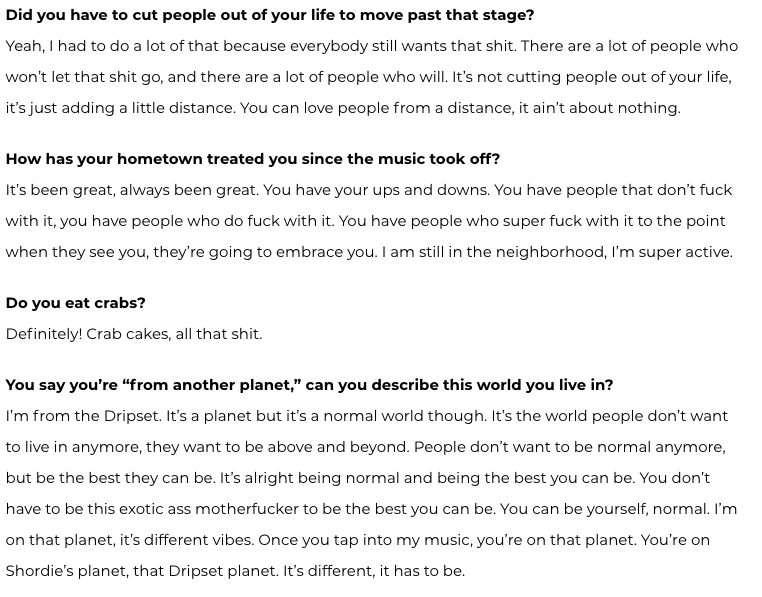 Did you have to cut people out of your life to move past that stage?
Yeah, I had to do a lot of that because everybody still wants that shit. There are a lot of people who
won’t let that shit go, and there are a lot of people who will. It’s not cutting people out of your life,
it’s just adding a little distance. You can love people from a distance, it ain’t about nothing.
How has your hometown treated you since the music took off?
It’s been great, always been great. You have your ups and downs. You have people that don’t fuck
with it, you have people who do fuck with it. You have people who super fuck with it to the point
when they see you, they’re going to embrace you. I am still in the neighborhood, I’m super active.
Do you eat crabs?
Definitely! Crab cakes, all that shit.
You say you’re “from another planet,” can you describe this world you live in?
I’m from the Dripset. It’s a planet but it’s a normal world though. It’s the world people don’t want
to live in anymore, they want to be above and beyond. People don’t want to be normal anymore,
but be the best they can be. It’s alright being normal and being the best you can be. You don’t
have to be this exotic ass motherfucker to be the best you can be. You can be yourself, normal. I’m
on that planet, it’s different vibes. Once you tap into my music, you’re on that planet. You’re on
Shordie’s planet, that Dripset planet. It’s different, it has to be.